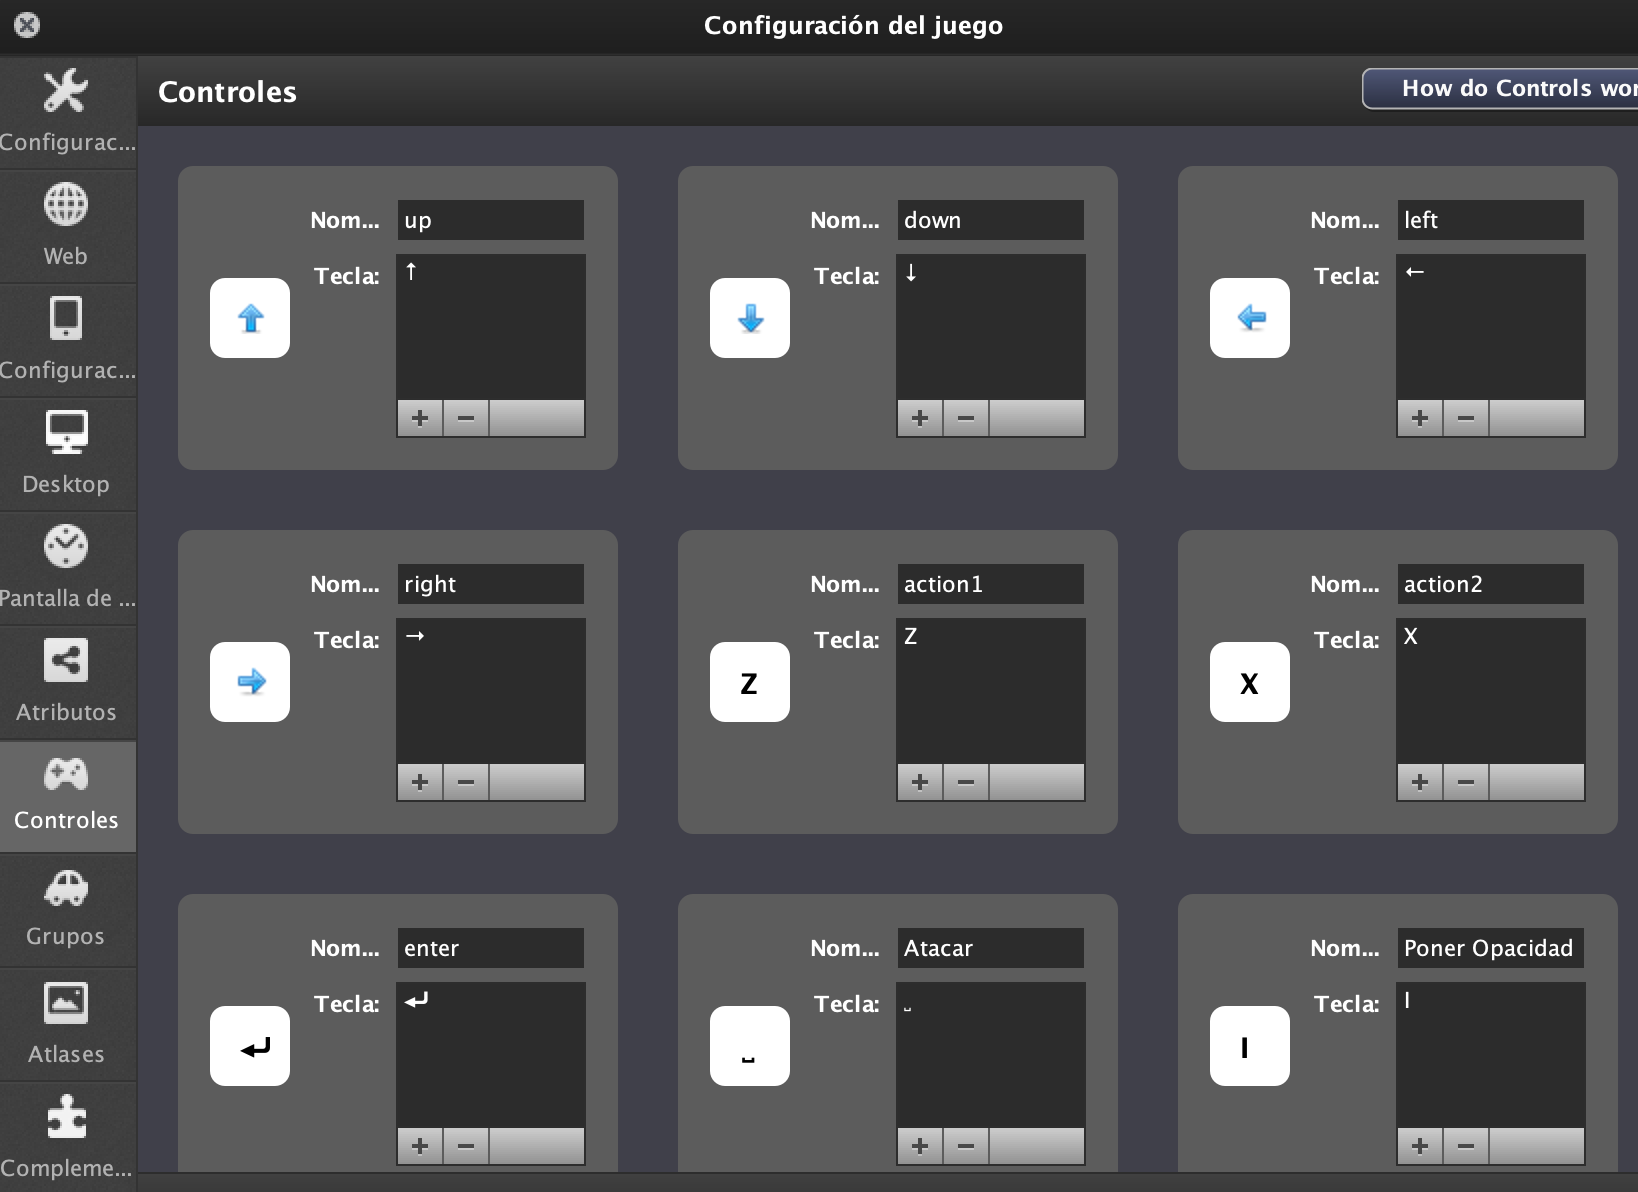 Configuración del juego
Controles
How do Controls wor
Configurac...
Web
Configurac...
Desktop
Pantalla de ...
Atributos
Controles
Grupos
Atlases
Ompleme...
Nom... up
Tecla: ↑
+ −
Nom... down
Tecla: ↓
+ −
Nom... left
Tecla: ←
+ −
Nom... right
Tecla: →
+ −
Nom... action1
Z
Tecla: Z
+ −
Nom... action2
X
Tecla: X
+ −
Nom... enter
Tecla: ↵
+ −
Nom... Atacar
␣
Tecla: ␣
+ −
Nom... Poner Opacidad
I
Tecla: I
+ −